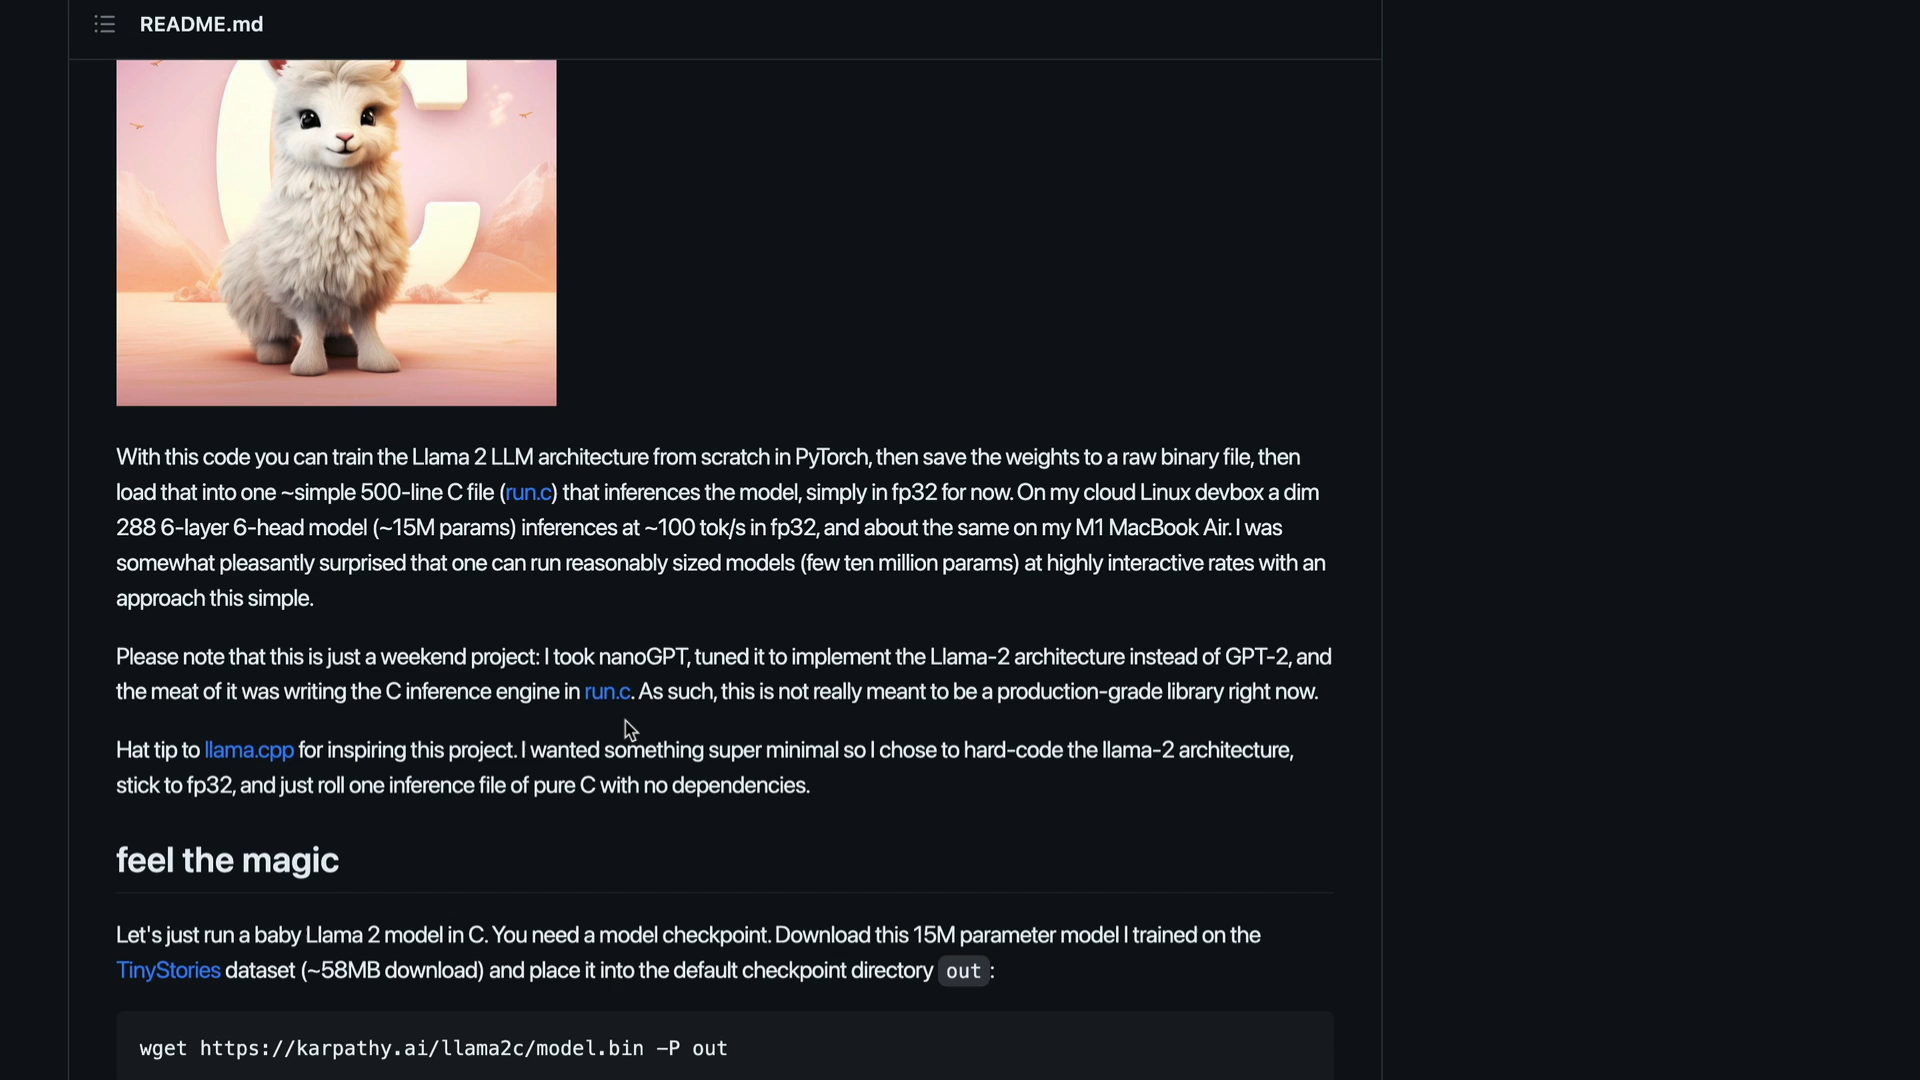 README.md
With this code you can train the Llama 2 LLM architecture from scratch in PyTorch, then save the weights to a raw binary file, then
load that into one ~simple 500-line C file (run.c) that inferences the model, simply in fp32 for now. On my cloud Linux devbox a dim
288 6-layer 6-head model (~15M params) inferences at ~100 tok/s in fp32, and about the same on my M1 MacBook Air. I was
somewhat pleasantly surprised that one can run reasonably sized models (few ten million params) at highly interactive rates with an
approach this simple.
Please note that this is just a weekend project: I took nanoGPT, tuned it to implement the Llama-2 architecture instead of GPT-2, and
the meat of it was writing the C inference engine in run.c. As such, this is not really meant to be a production-grade library right now.
Hat tip to llama.cpp for inspiring this project. I wanted something super minimal so I chose to hard-code the llama-2 architecture,
stick to fp32, and just roll one inference file of pure C with no dependencies.
feel the magic
Let's just run a baby Llama 2 model in C. You need a model checkpoint. Download this 15M parameter model I trained on the
TinyStories dataset (~58MB download) and place it into the default checkpoint directory out:
wget https://karpathy.ai/llama2c/model.bin -P out